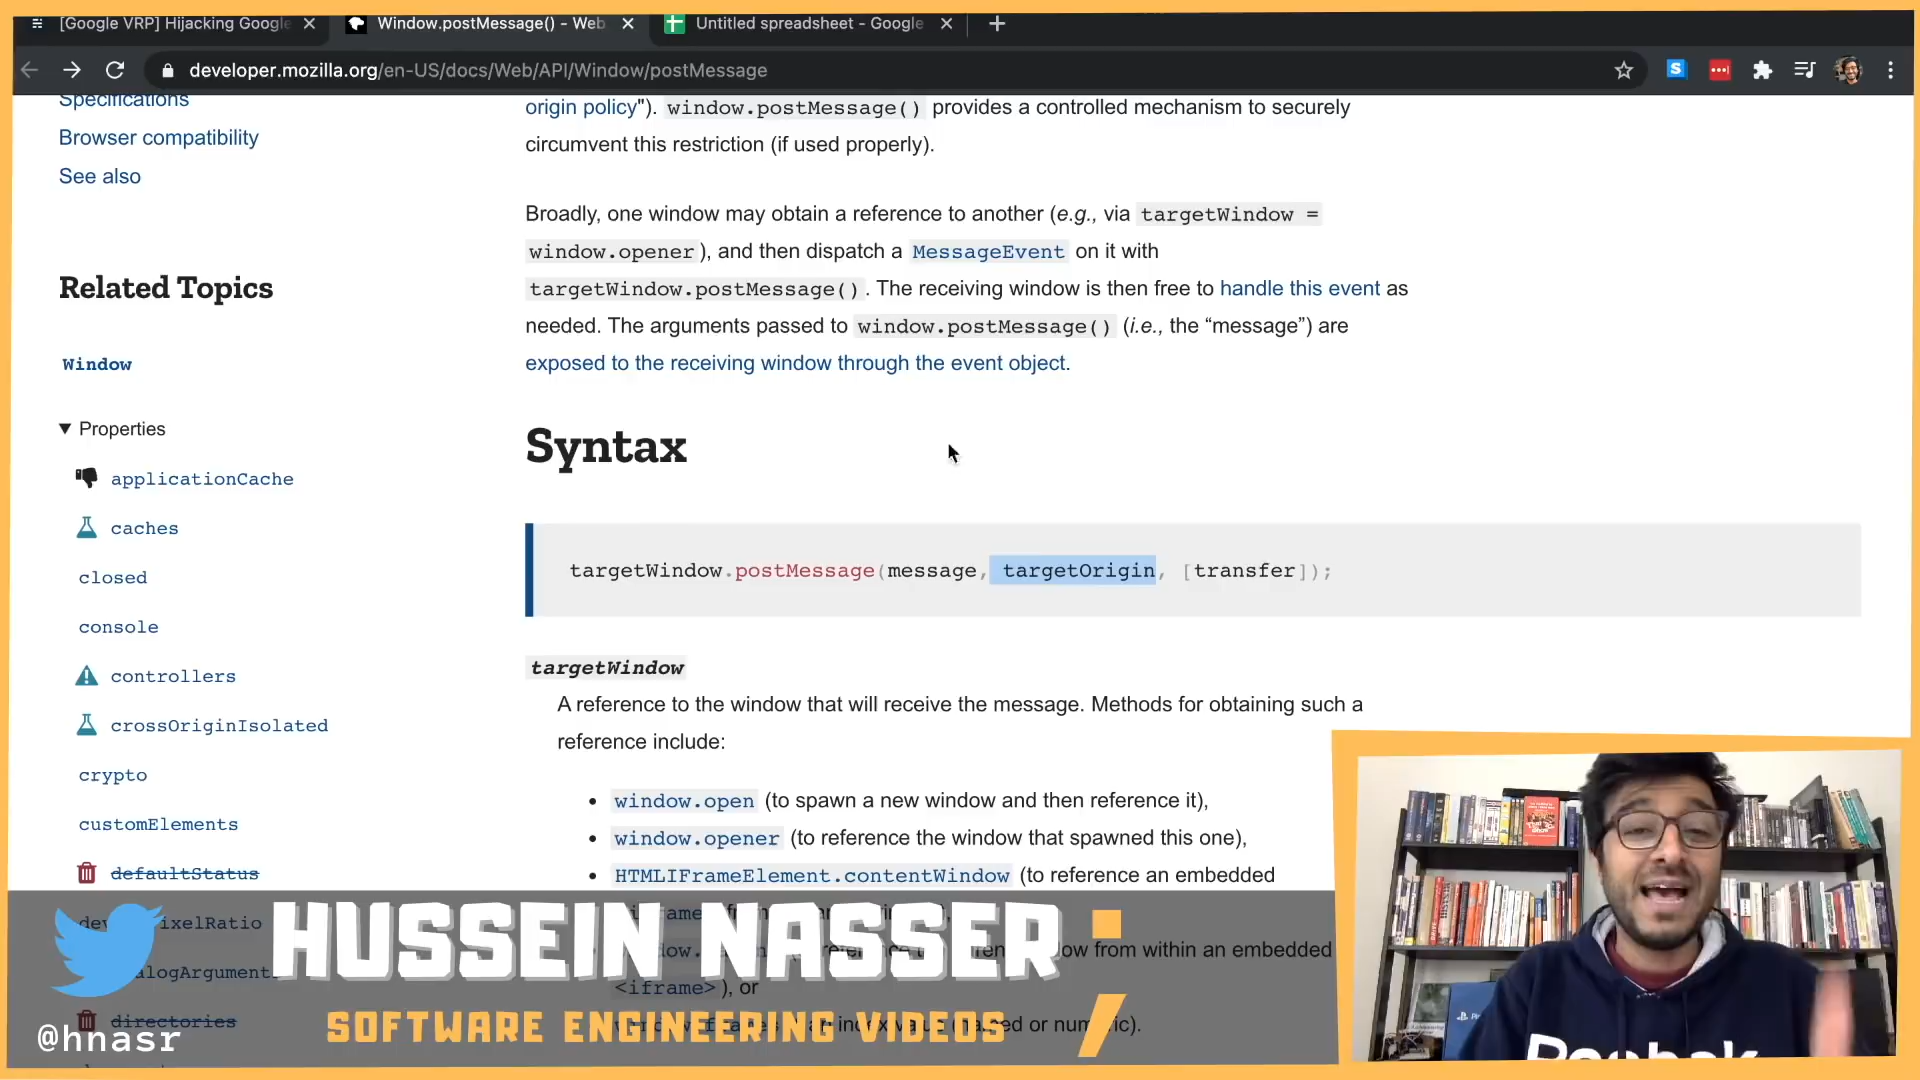 [Google VRP] Hijacking Google
Window.postMessage() - Web
Untitled spreadsheet - Google
developer.mozilla.org/en-US/docs/Web/API/Window/postMessage
Specifications
Browser compatibility
See also
Related Topics
Window
Properties
applicationCache
caches
closed
console
controllers
crossOriginIsolated
crypto
customElements
defaultStatus
directories
origin policy"). window.postMessage() provides a controlled mechanism to securely
circumvent this restriction (if used properly).
Broadly, one window may obtain a reference to another (e.g., via targetWindow =
window.opener), and then dispatch a MessageEvent on it with
targetWindow.postMessage(). The receiving window is then free to handle this event as
needed. The arguments passed to window.postMessage() (i.e., the “message”) are
exposed to the receiving window through the event object.
Syntax
targetWindow.postMessage(message, targetOrigin, [transfer]);
targetWindow
A reference to the window that will receive the message. Methods for obtaining such a
reference include:
window.open (to spawn a new window and then reference it),
window.opener (to reference the window that spawned this one),
HTMLIFrameElement.contentWindow (to reference an embedded
from within an embedded
<iframe>), or
HUSSEIN NASSER
SOFTWARE ENGINEERING VIDEOS
@hnasr